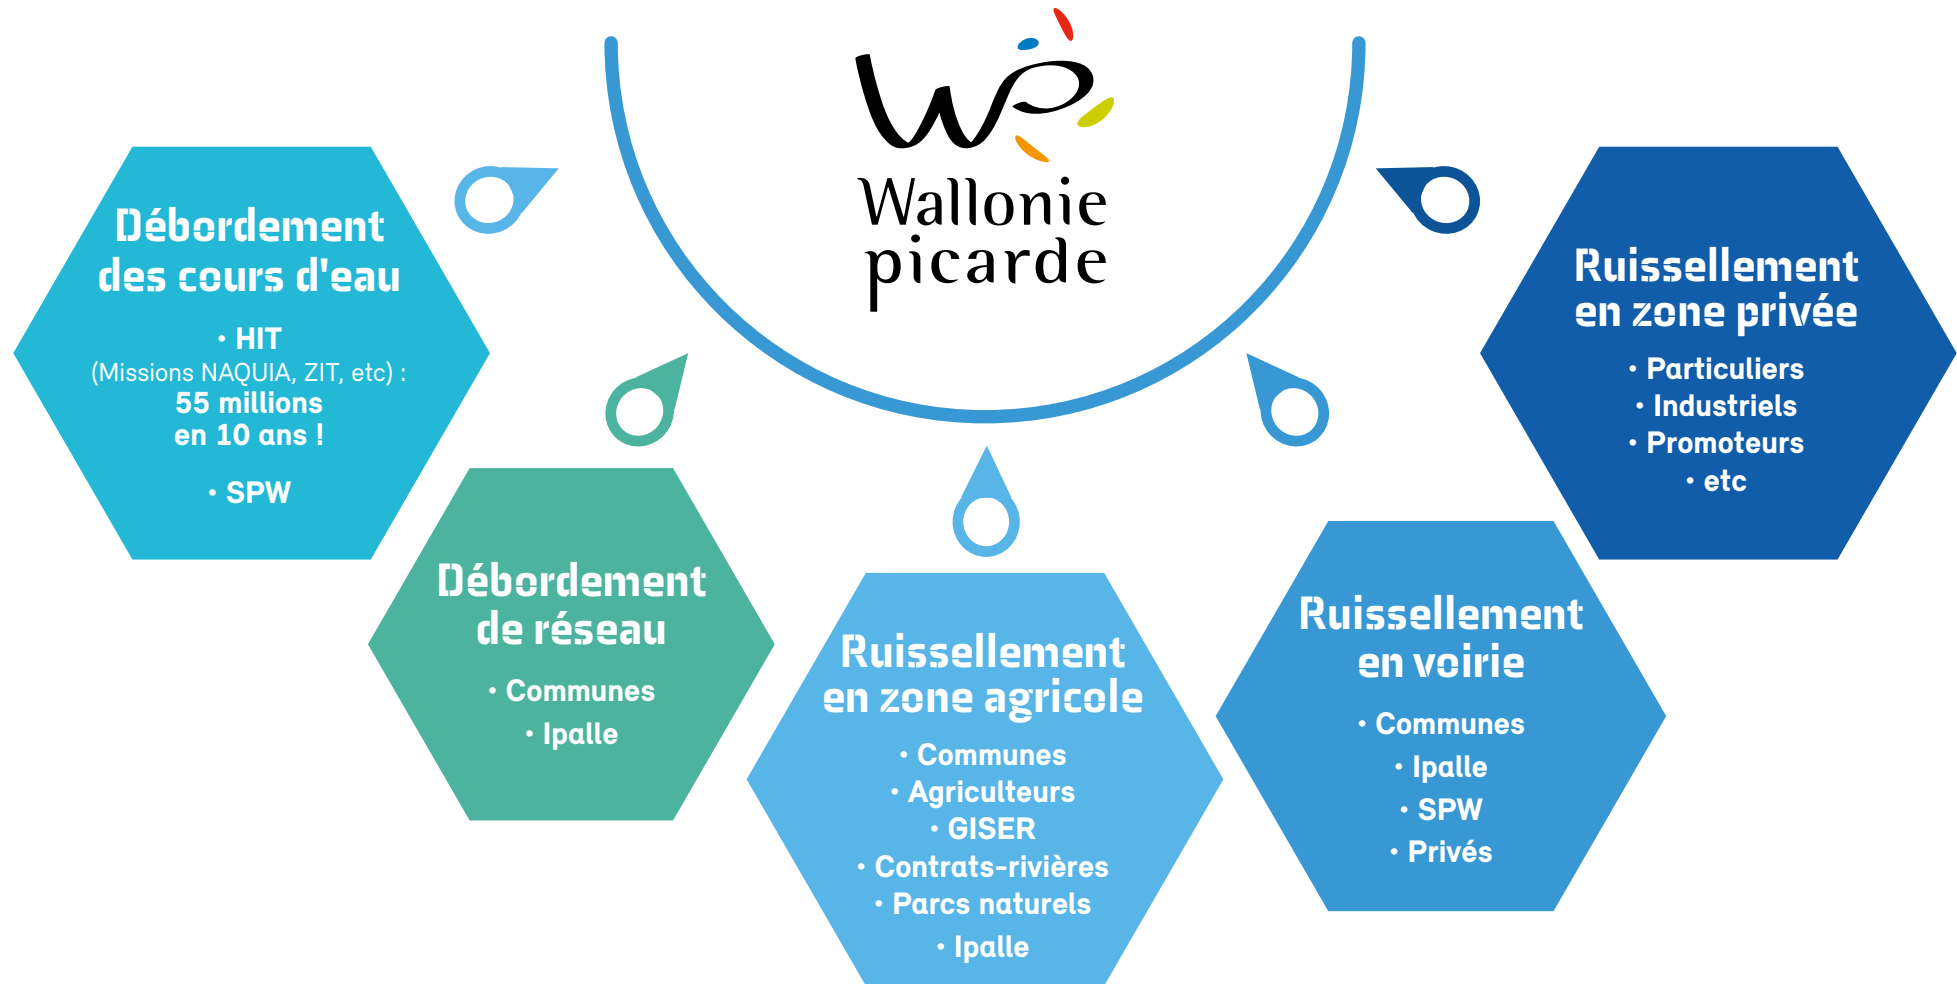 Wallonie
picarde
Débordement
des cours d'eau
• HIT
(Missions NAQUIA, ZIT, etc) :
55 millions
en 10 ans !
• SPW
Débordement
de réseau
• Communes
• Ipalle
Ruissellement
en zone agricole
• Communes
• Agriculteurs
• GISER
• Contrats-rivières
• Parcs naturels
• Ipalle
Ruissellement
en voirie
• Communes
• Ipalle
• SPW
• Privés
Ruissellement
en zone privée
• Particuliers
• Industriels
• Promoteurs
• etc